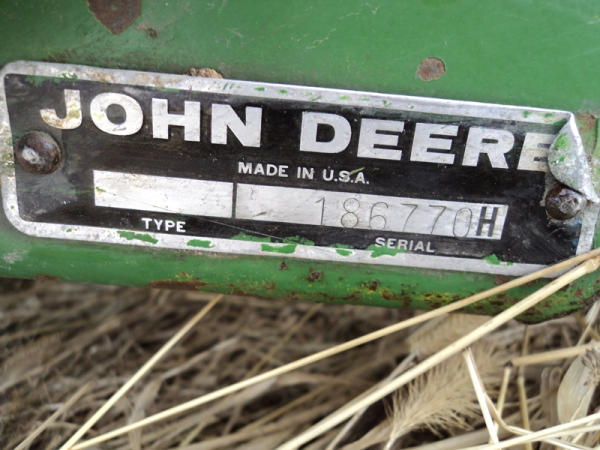 JOHN DEERE
MADE IN U.S.A.
186770H
TYPE SERIAL